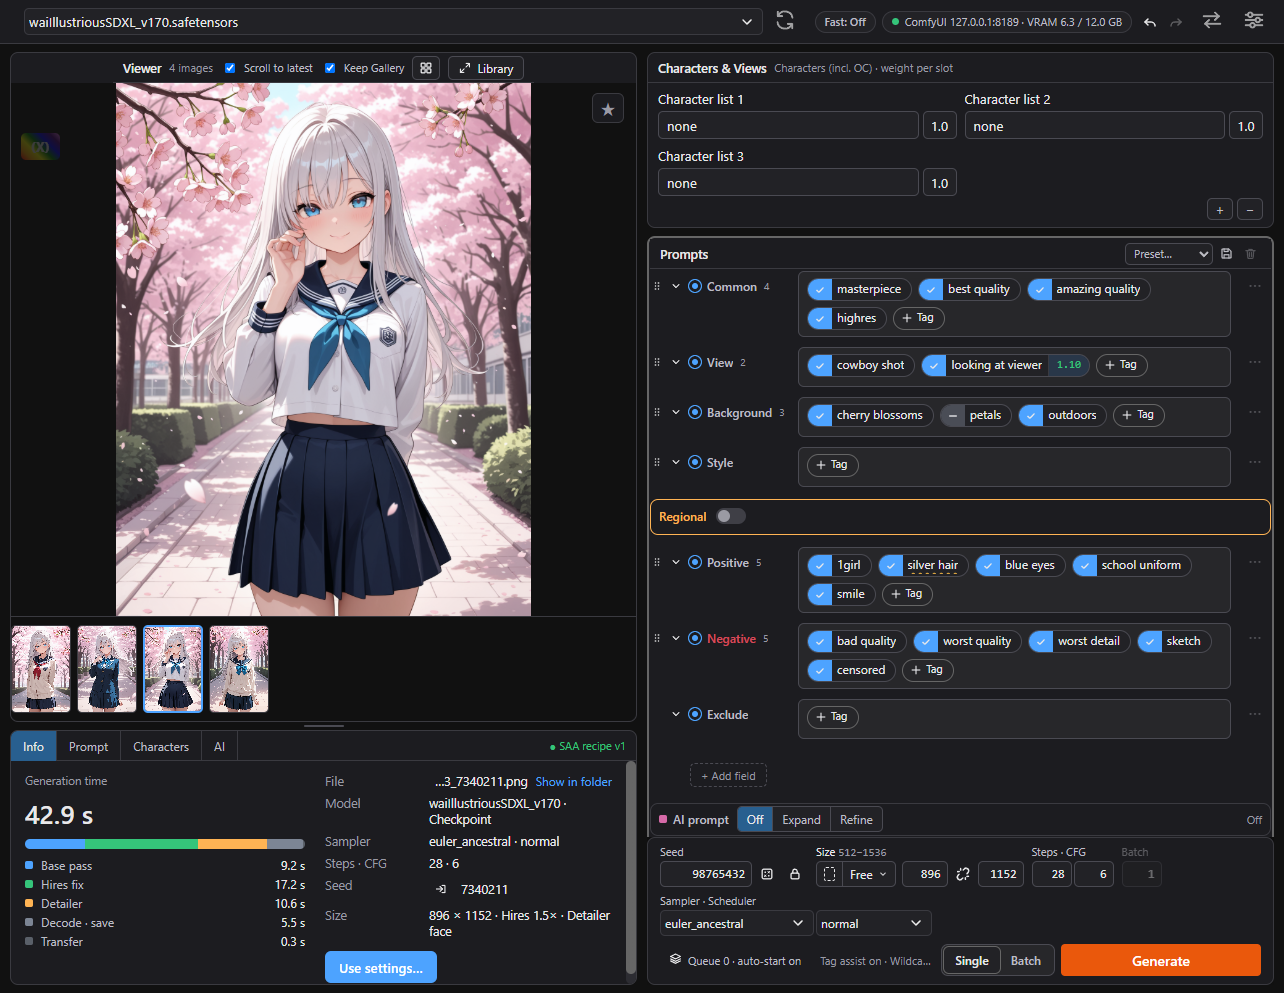 waiIllustriousSDXL_v170.safetensors
Fast: Off
ComfyUI 127.0.0.1:8189 · VRAM 6.3 / 12.0 GB
Viewer 4 images Scroll to latest Keep Gallery Library
Characters & Views Characters (incl. OC) · weight per slot
Character list 1 Character list 2
none 1.0 none 1.0
Character list 3
none 1.0
+ −
Prompts Preset...
Common 4 masterpiece best quality amazing quality
highres + Tag
View 2 cowboy shot looking at viewer 1.10 + Tag
Background 3 cherry blossoms petals outdoors + Tag
Style + Tag
Regional
Positive 5 1girl silver hair blue eyes school uniform
smile + Tag
Negative 5 bad quality worst quality worst detail sketch
censored + Tag
Exclude + Tag
+ Add field
AI prompt Off Expand Refine Off
Seed Size 512–1536 Steps · CFG Batch
98765432 Free 896 1152 28 6 1
Sampler · Scheduler
euler_ancestral normal
Queue 0 · auto-start on Tag assist on · Wildca... Single Batch Generate
Info Prompt Characters AI SAA recipe v1
Generation time
42.9 s
Base pass 9.2 s
Hires fix 17.2 s
Detailer 10.6 s
Decode · save 5.5 s
Transfer 0.3 s
File ...3_7340211.png Show in folder
Model waiIllustriousSDXL_v170 ·
Checkpoint
Sampler euler_ancestral · normal
Steps · CFG 28 · 6
Seed 7340211
Size 896 × 1152 · Hires 1.5× · Detailer
face
Use settings...